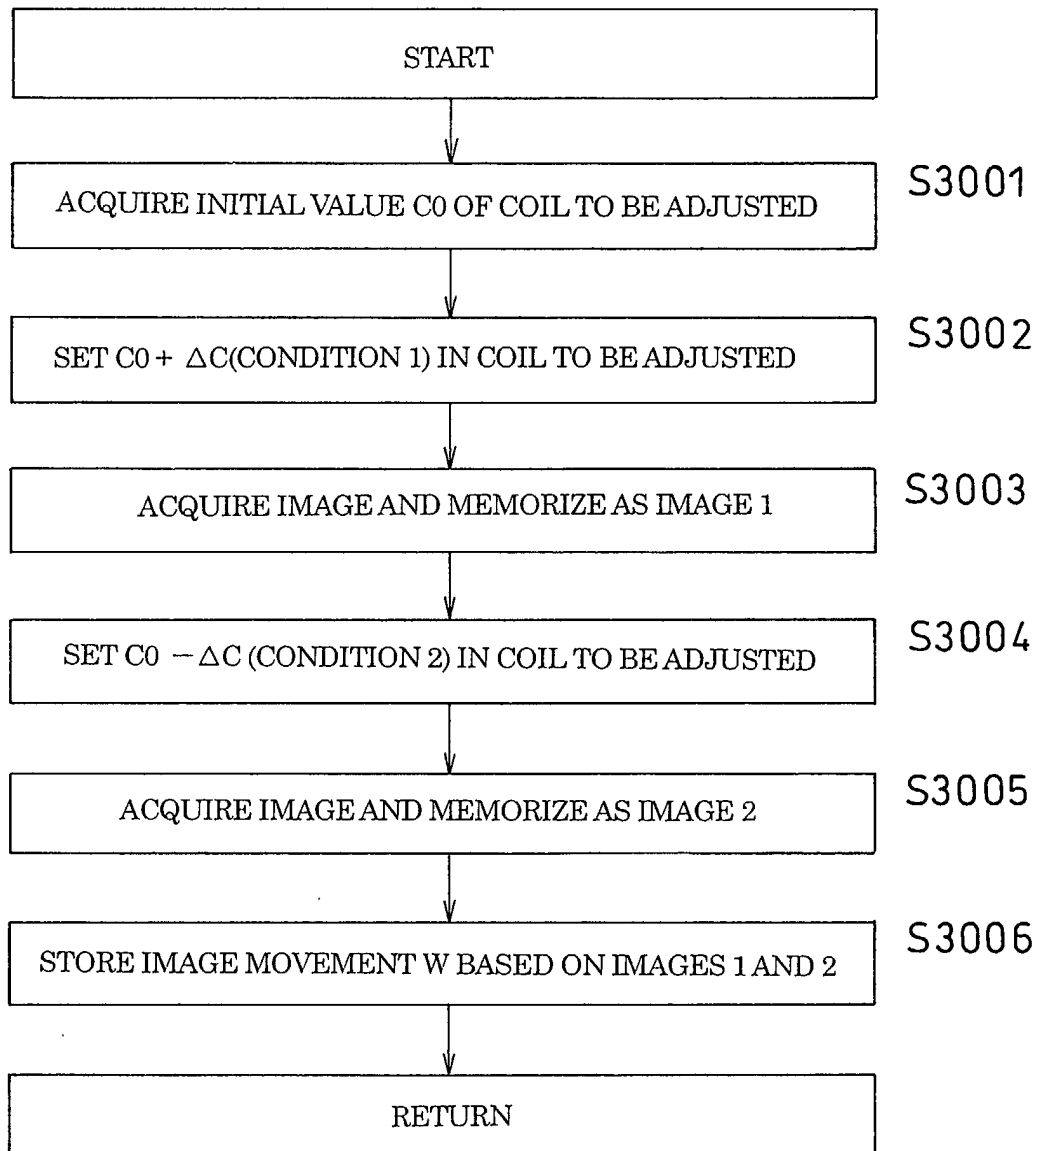 START
ACQUIRE INITIAL VALUE C0 OF COIL TO BE ADJUSTED
S3001
SET C0 + △C(CONDITION 1) IN COIL TO BE ADJUSTED
S3002
ACQUIRE IMAGE AND MEMORIZE AS IMAGE 1
S3003
SET C0 −△C (CONDITION 2) IN COIL TO BE ADJUSTED
S3004
ACQUIRE IMAGE AND MEMORIZE AS IMAGE 2
S3005
STORE IMAGE MOVEMENT W BASED ON IMAGES 1 AND 2
S3006
RETURN